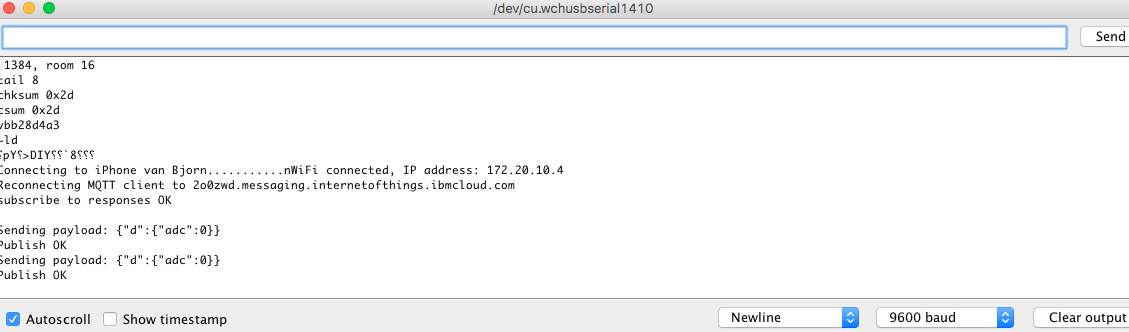 /dev/cu.wchusbserial1410
Send
1384, room 16
tail 8
chksum 0x2d
csum 0x2d
vbb28d4a3
~ld
⸮pY⸮>DIY⸮⸮`8⸮⸮⸮
Connecting to iPhone van Bjorn...........nWiFi connected, IP address: 172.20.10.4
Reconnecting MQTT client to 2o0zwd.messaging.internetofthings.ibmcloud.com
subscribe to responses OK
Sending payload: {"d":{"adc":0}}
Publish OK
Sending payload: {"d":{"adc":0}}
Publish OK
Autoscroll Show timestamp Newline 9600 baud Clear output